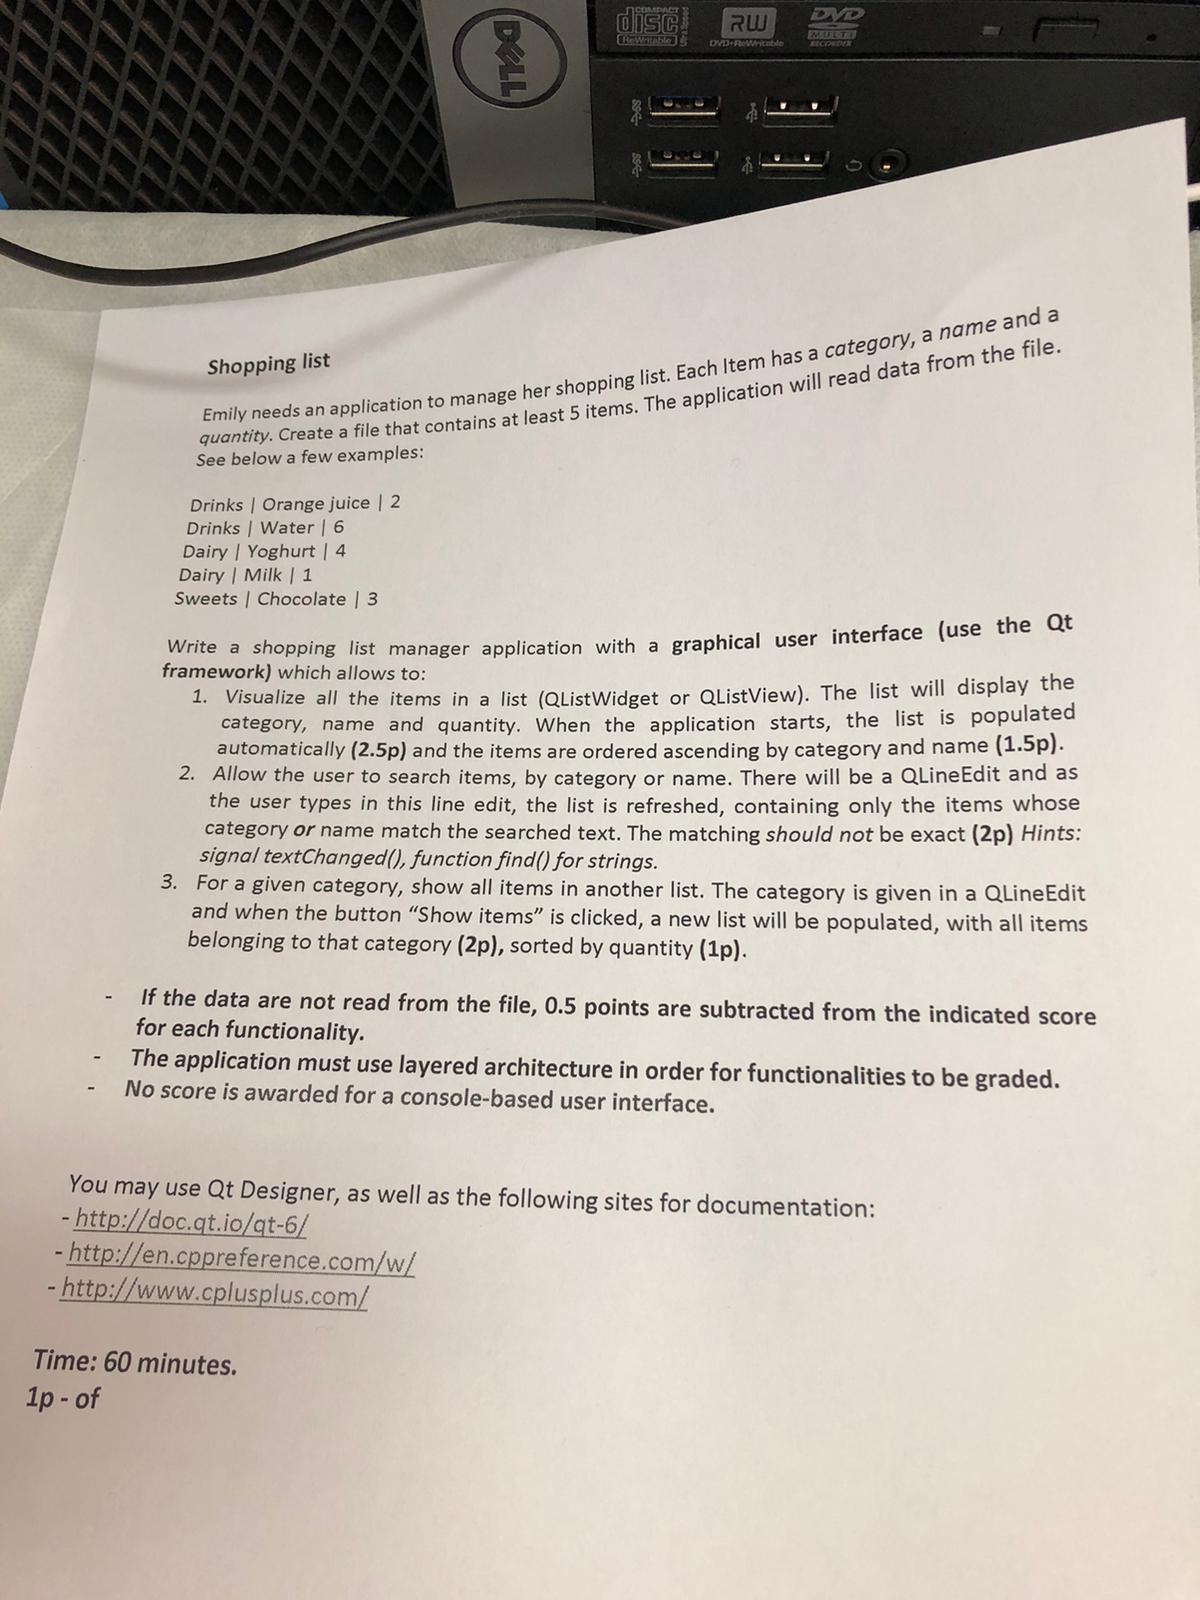 DELL
COMPACT
disc
ReWritable
RW
DVD+ReWritable
DVD
MULTI
RECORDER
Shopping list
Emily needs an application to manage her shopping list. Each Item has a category, a name and a
quantity. Create a file that contains at least 5 items. The application will read data from the file.
See below a few examples:
Drinks | Orange juice | 2
Drinks | Water | 6
Dairy | Yoghurt | 4
Dairy | Milk | 1
Sweets | Chocolate | 3
Write a shopping list manager application with a graphical user interface (use the Qt
framework) which allows to:
1. Visualize all the items in a list (QListWidget or QListView). The list will display the
category, name and quantity. When the application starts, the list is populated
automatically (2.5p) and the items are ordered ascending by category and name (1.5p).
2. Allow the user to search items, by category or name. There will be a QLineEdit and as
the user types in this line edit, the list is refreshed, containing only the items whose
category or name match the searched text. The matching should not be exact (2p) Hints:
signal textChanged(), function find() for strings.
3. For a given category, show all items in another list. The category is given in a QLineEdit
and when the button “Show items” is clicked, a new list will be populated, with all items
belonging to that category (2p), sorted by quantity (1p).
- If the data are not read from the file, 0.5 points are subtracted from the indicated score
for each functionality.
- The application must use layered architecture in order for functionalities to be graded.
- No score is awarded for a console-based user interface.
You may use Qt Designer, as well as the following sites for documentation:
- http://doc.qt.io/qt-6/
- http://en.cppreference.com/w/
- http://www.cplusplus.com/
Time: 60 minutes.
1p - of